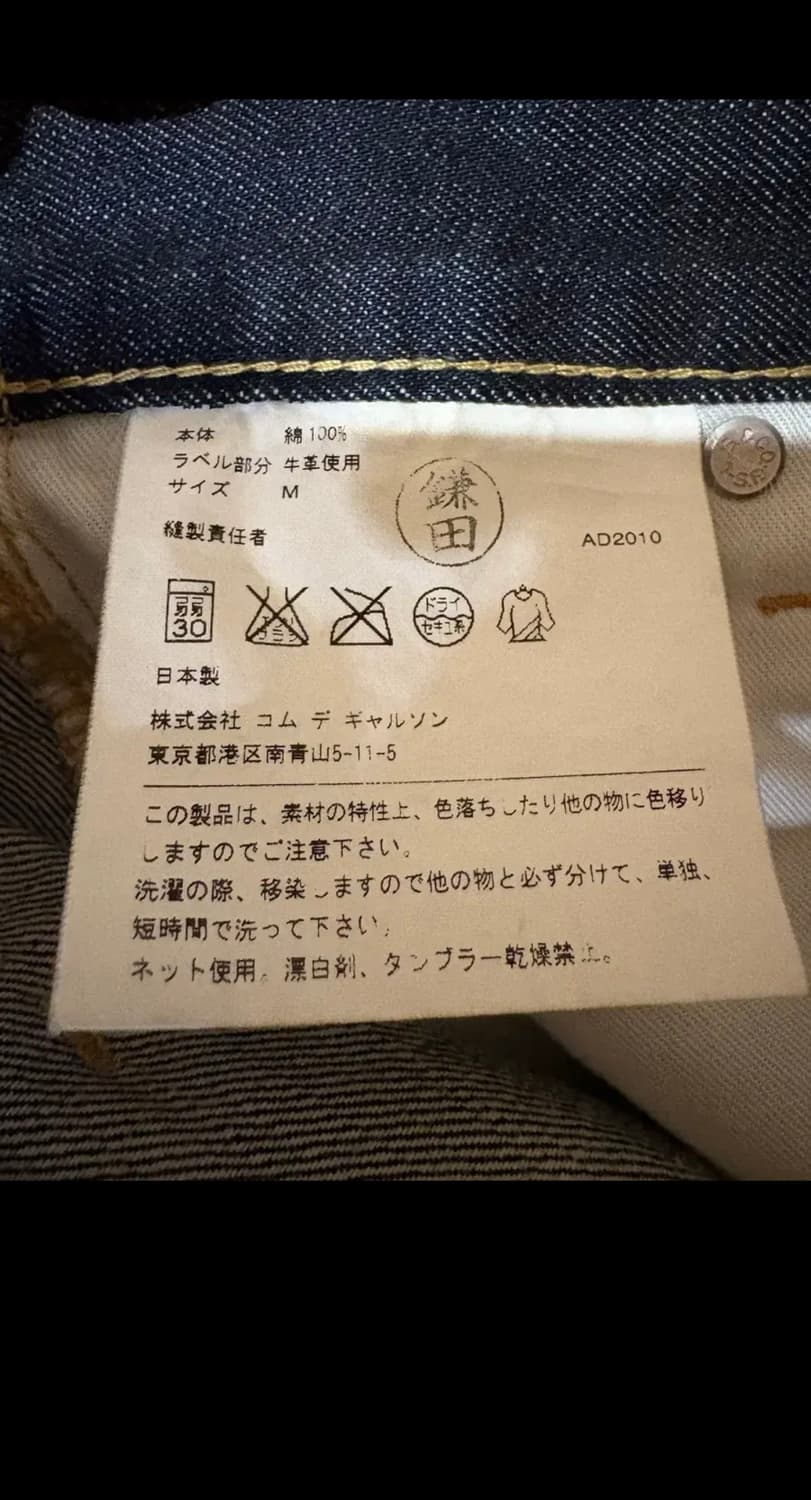 本体 綿100%
ラベル部分 牛革使用
サイズ M
鎌田
縫製責任者
AD2010
弱 30
ドライ
セキユ系
日本製
株式会社 コム デ ギャルソン
東京都港区南青山5-11-5
この製品は、素材の特性上、色落ちしたり他の物に色移り
しますのでご注意下さい。
洗濯の際、移染しますので他の物と必ず分けて、単独、
短時間で洗って下さい。
ネット使用。漂白剤、タンブラー乾燥禁止。